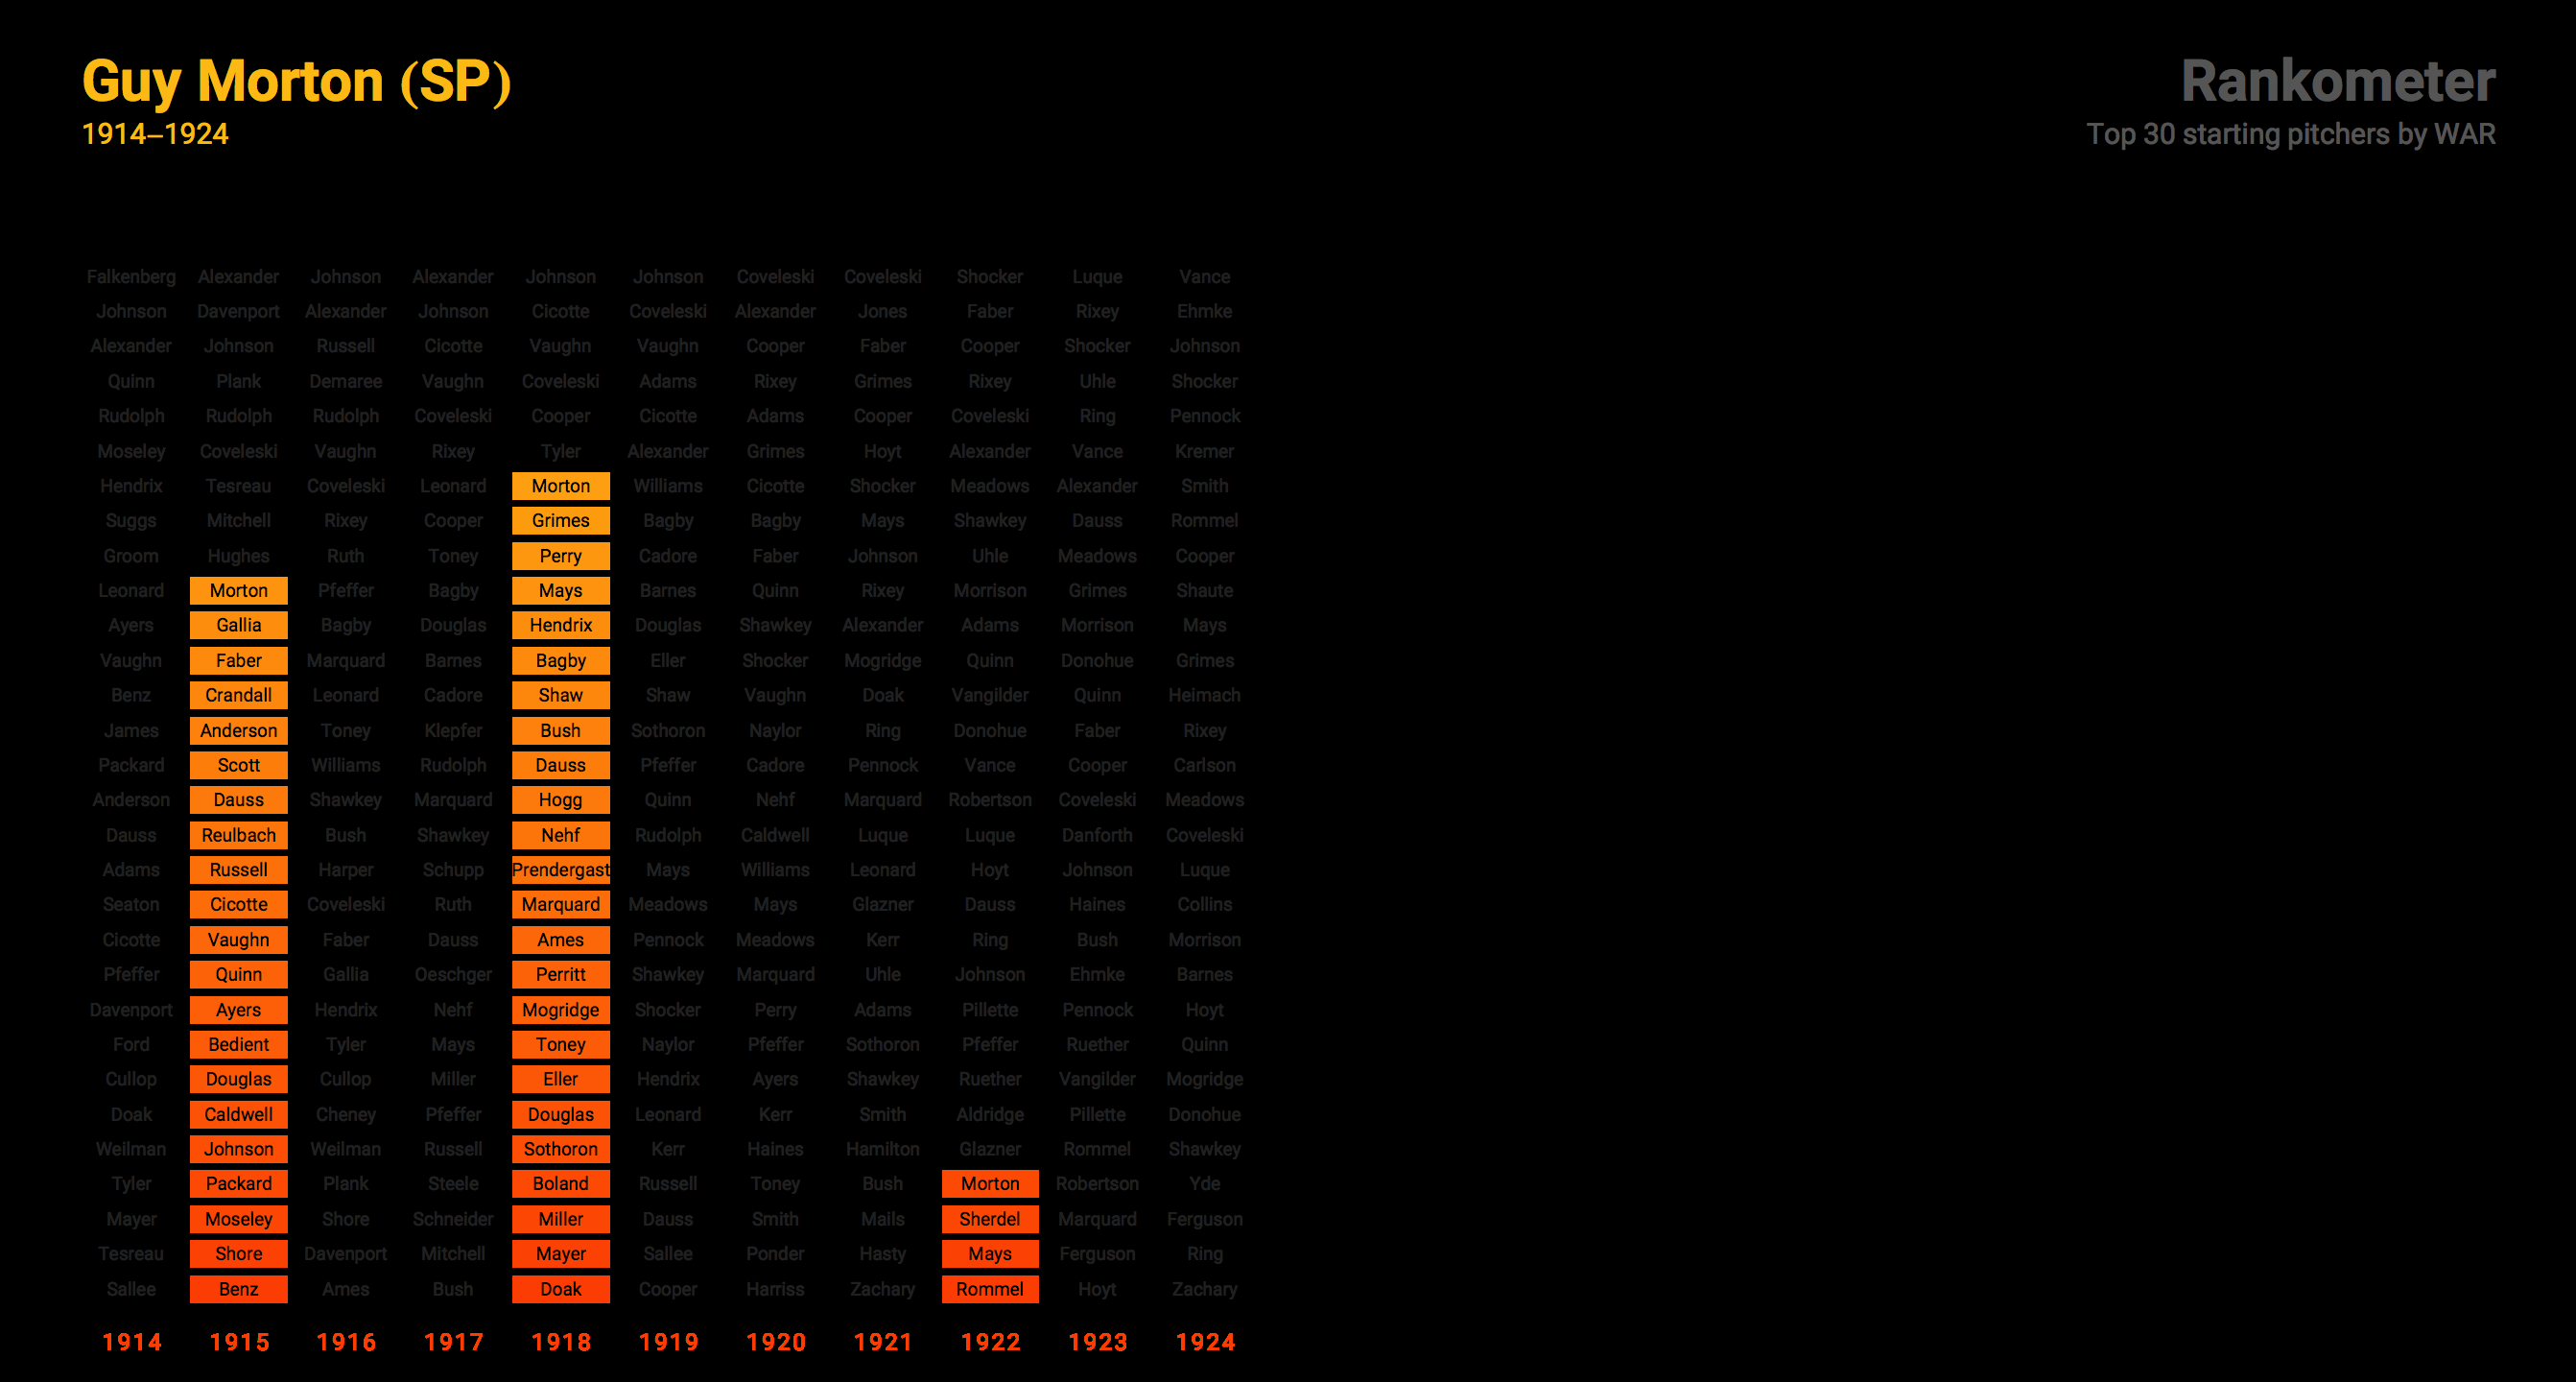 Guy Morton (SP)
1914–1924
Rankometer
Top 30 starting pitchers by WAR
Falkenberg Alexander Johnson Alexander Johnson Johnson Coveleski Coveleski Shocker Luque Vance
Johnson Davenport Alexander Johnson Cicotte Coveleski Alexander Jones Faber Rixey Ehmke
Alexander Johnson Russell Cicotte Vaughn Vaughn Cooper Faber Cooper Shocker Johnson
Quinn Plank Demaree Vaughn Coveleski Adams Rixey Grimes Rixey Uhle Shocker
Rudolph Rudolph Rudolph Coveleski Cooper Cicotte Adams Cooper Coveleski Ring Pennock
Moseley Coveleski Vaughn Rixey Tyler Alexander Grimes Hoyt Alexander Vance Kremer
Hendrix Tesreau Coveleski Leonard Morton Williams Cicotte Shocker Meadows Alexander Smith
Suggs Mitchell Rixey Cooper Grimes Bagby Bagby Mays Shawkey Dauss Rommel
Groom Hughes Ruth Toney Perry Cadore Faber Johnson Uhle Meadows Cooper
Leonard Morton Pfeffer Bagby Mays Barnes Quinn Rixey Morrison Grimes Shaute
Ayers Gallia Bagby Douglas Hendrix Douglas Shawkey Alexander Adams Morrison Mays
Vaughn Faber Marquard Barnes Bagby Eller Shocker Mogridge Quinn Donohue Grimes
Benz Crandall Leonard Cadore Shaw Shaw Vaughn Doak Vangilder Quinn Heimach
James Anderson Toney Klepfer Bush Sothoron Naylor Ring Donohue Faber Rixey
Packard Scott Williams Rudolph Dauss Pfeffer Cadore Pennock Vance Cooper Carlson
Anderson Dauss Shawkey Marquard Hogg Quinn Nehf Marquard Robertson Coveleski Meadows
Dauss Reulbach Bush Shawkey Nehf Rudolph Caldwell Luque Luque Danforth Coveleski
Adams Russell Harper Schupp Prendergast Mays Williams Leonard Hoyt Johnson Luque
Seaton Cicotte Coveleski Ruth Marquard Meadows Mays Glazner Dauss Haines Collins
Cicotte Vaughn Faber Dauss Ames Pennock Meadows Kerr Ring Bush Morrison
Pfeffer Quinn Gallia Oeschger Perritt Shawkey Marquard Uhle Johnson Ehmke Barnes
Davenport Ayers Hendrix Nehf Mogridge Shocker Perry Adams Pillette Pennock Hoyt
Ford Bedient Tyler Mays Toney Naylor Pfeffer Sothoron Pfeffer Ruether Quinn
Cullop Douglas Cullop Miller Eller Hendrix Ayers Shawkey Ruether Vangilder Mogridge
Doak Caldwell Cheney Pfeffer Douglas Leonard Kerr Smith Aldridge Pillette Donohue
Weilman Johnson Weilman Russell Sothoron Kerr Haines Hamilton Glazner Rommel Shawkey
Tyler Packard Plank Steele Boland Russell Toney Bush Morton Robertson Yde
Mayer Moseley Shore Schneider Miller Dauss Smith Mails Sherdel Marquard Ferguson
Tesreau Shore Davenport Mitchell Mayer Sallee Ponder Hasty Mays Ferguson Ring
Sallee Benz Ames Bush Doak Cooper Harriss Zachary Rommel Hoyt Zachary
1914 1915 1916 1917 1918 1919 1920 1921 1922 1923 1924